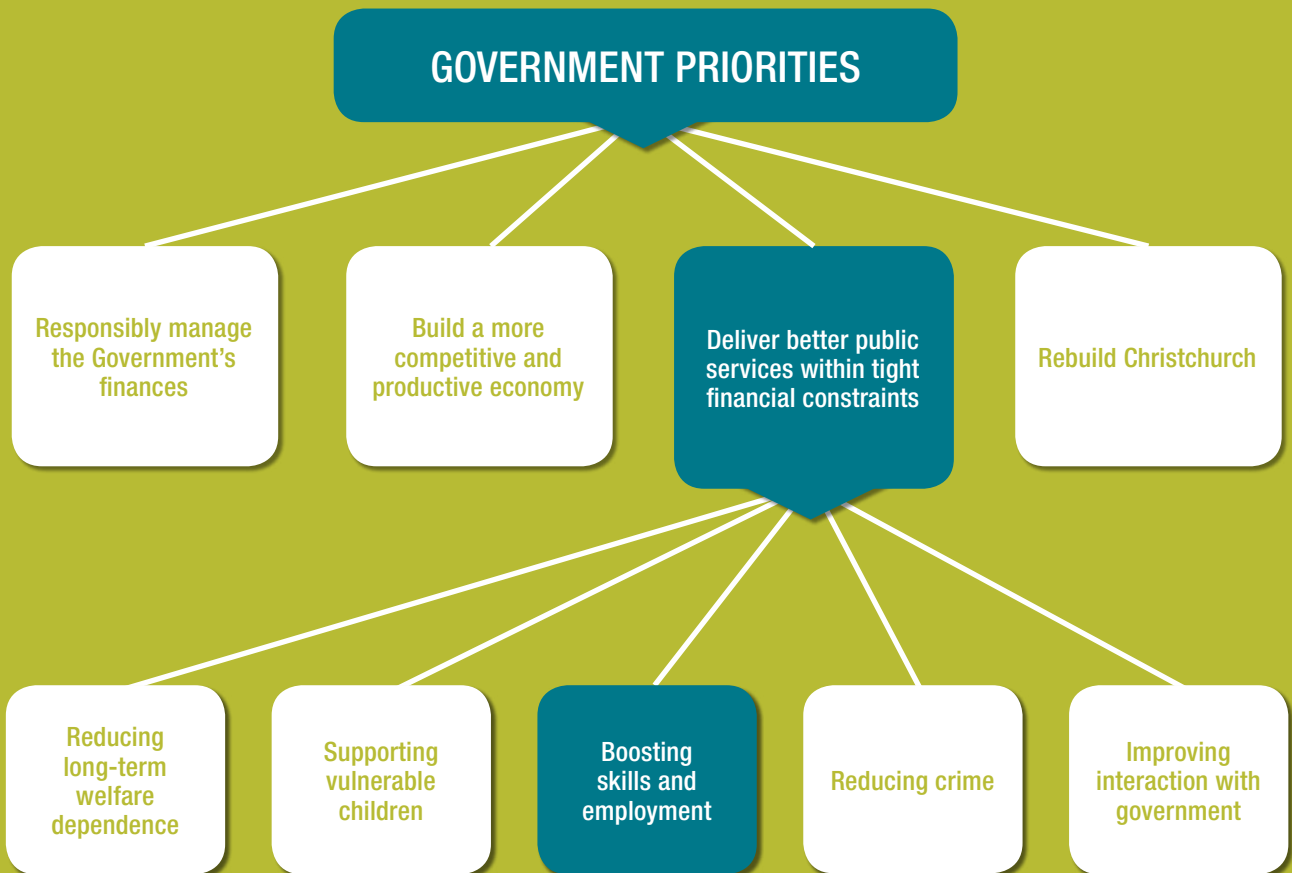 GOVERNMENT PRIORITIES
Responsibly manage
the Government’s
finances
Build a more
competitive and
productive economy
Deliver better public
services within tight
financial constraints
Rebuild Christchurch
Reducing
long-term
welfare
dependence
Supporting
vulnerable
children
Boosting
skills and
employment
Reducing crime
Improving
interaction with
government